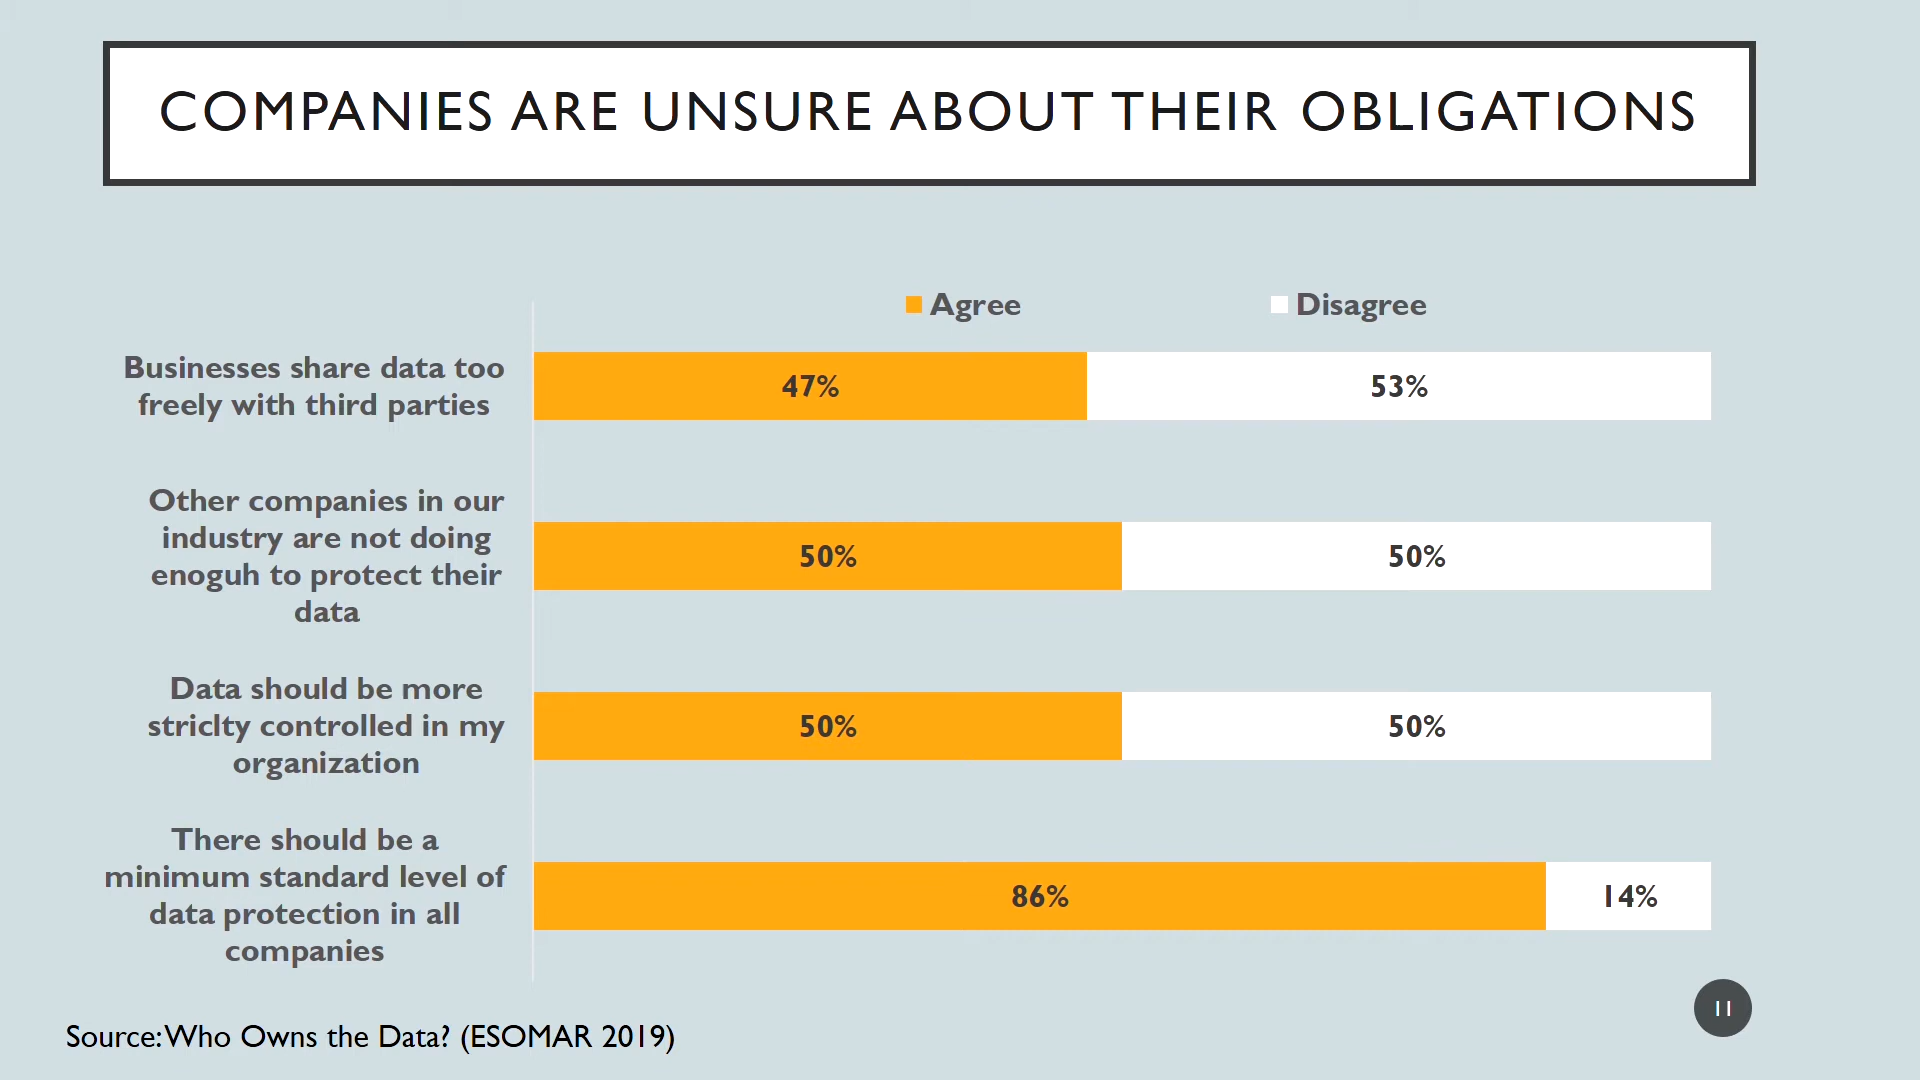 COMPANIES ARE UNSURE ABOUT THEIR OBLIGATIONS
Agree
Disagree
Businesses share data too
freely with third parties
47%
53%
Other companies in our
industry are not doing
enoguh to protect their
data
50%
50%
Data should be more
striclty controlled in my
organization
50%
50%
There should be a
minimum standard level of
data protection in all
companies
86%
14%
Source: Who Owns the Data? (ESOMAR 2019)
11